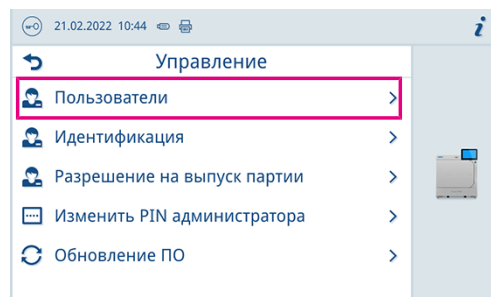 21.02.2022 10:44
Управление
Пользователи
Идентификация
Разрешение на выпуск партии
Изменить PIN администратора
Обновление ПО